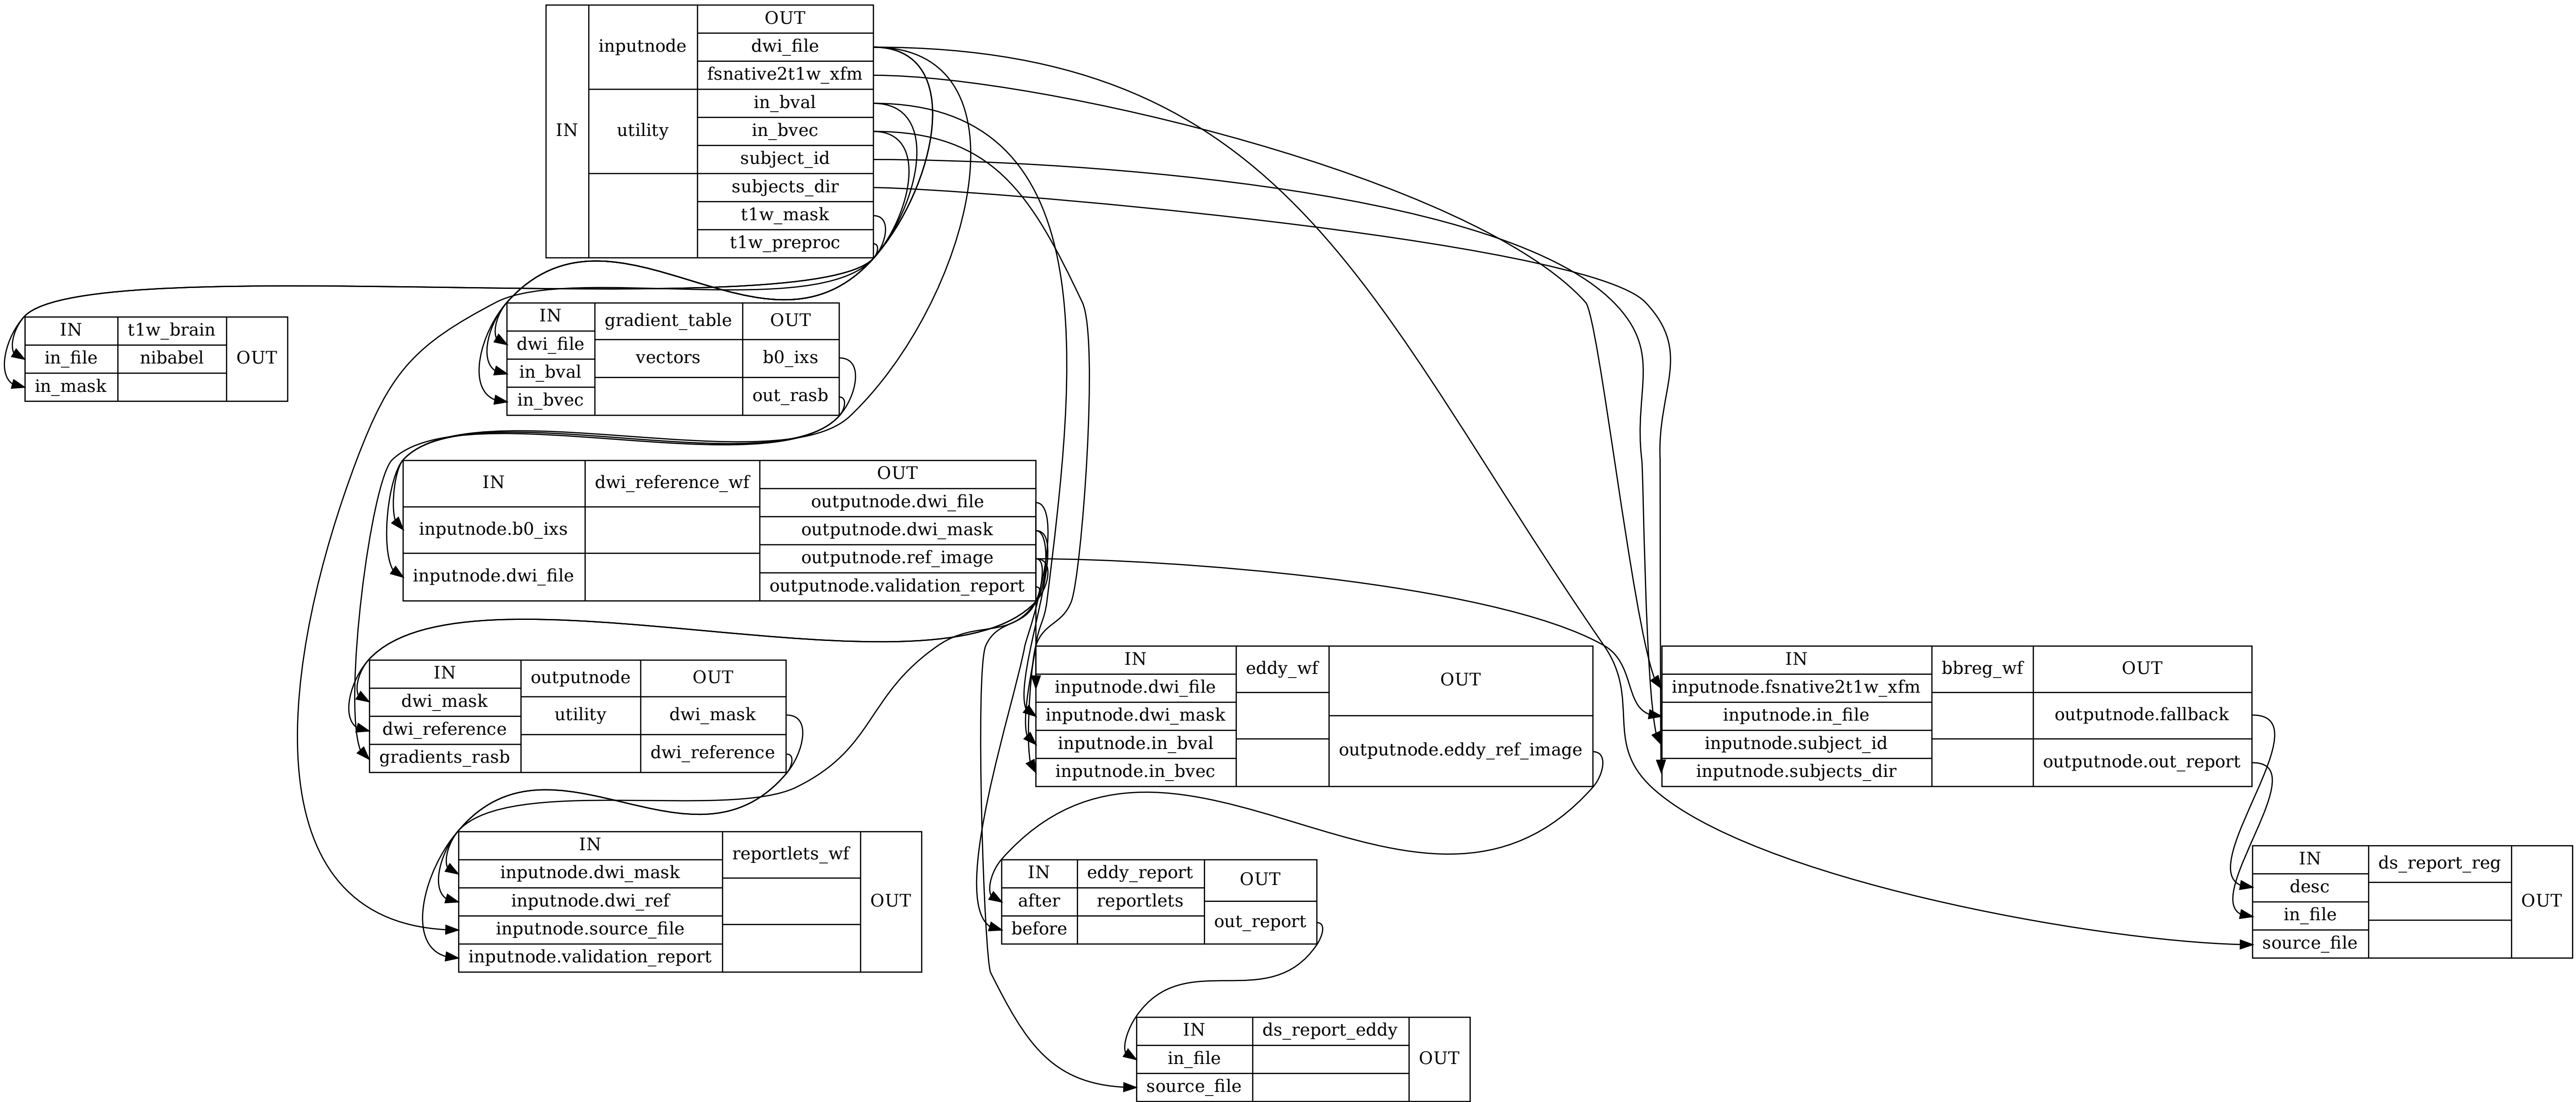 IN
inputnode
utility
OUT
dwi_file
fsnative2t1w_xfm
in_bval
in_bvec
subject_id
subjects_dir
t1w_mask
t1w_preproc
IN
in_file
in_mask
t1w_brain
nibabel
OUT
IN
dwi_file
in_bval
in_bvec
gradient_table
vectors
OUT
b0_ixs
out_rasb
IN
inputnode.b0_ixs
inputnode.dwi_file
dwi_reference_wf
OUT
outputnode.dwi_file
outputnode.dwi_mask
outputnode.ref_image
outputnode.validation_report
IN
dwi_mask
dwi_reference
gradients_rasb
outputnode
utility
OUT
dwi_mask
dwi_reference
IN
inputnode.dwi_file
inputnode.dwi_mask
inputnode.in_bval
inputnode.in_bvec
eddy_wf
OUT
outputnode.eddy_ref_image
IN
inputnode.fsnative2t1w_xfm
inputnode.in_file
inputnode.subject_id
inputnode.subjects_dir
bbreg_wf
OUT
outputnode.fallback
outputnode.out_report
IN
inputnode.dwi_mask
inputnode.dwi_ref
inputnode.source_file
inputnode.validation_report
reportlets_wf
OUT
IN
after
before
eddy_report
reportlets
OUT
out_report
IN
desc
in_file
source_file
ds_report_reg
OUT
IN
in_file
source_file
ds_report_eddy
OUT